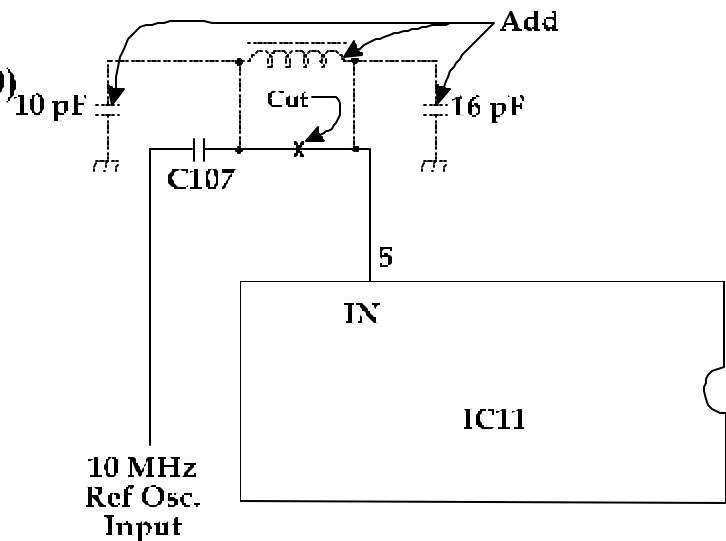 Add
10 pF
Cut
16 pF
C107
5
IN
IC11
10 MHz
Ref Osc.
Input